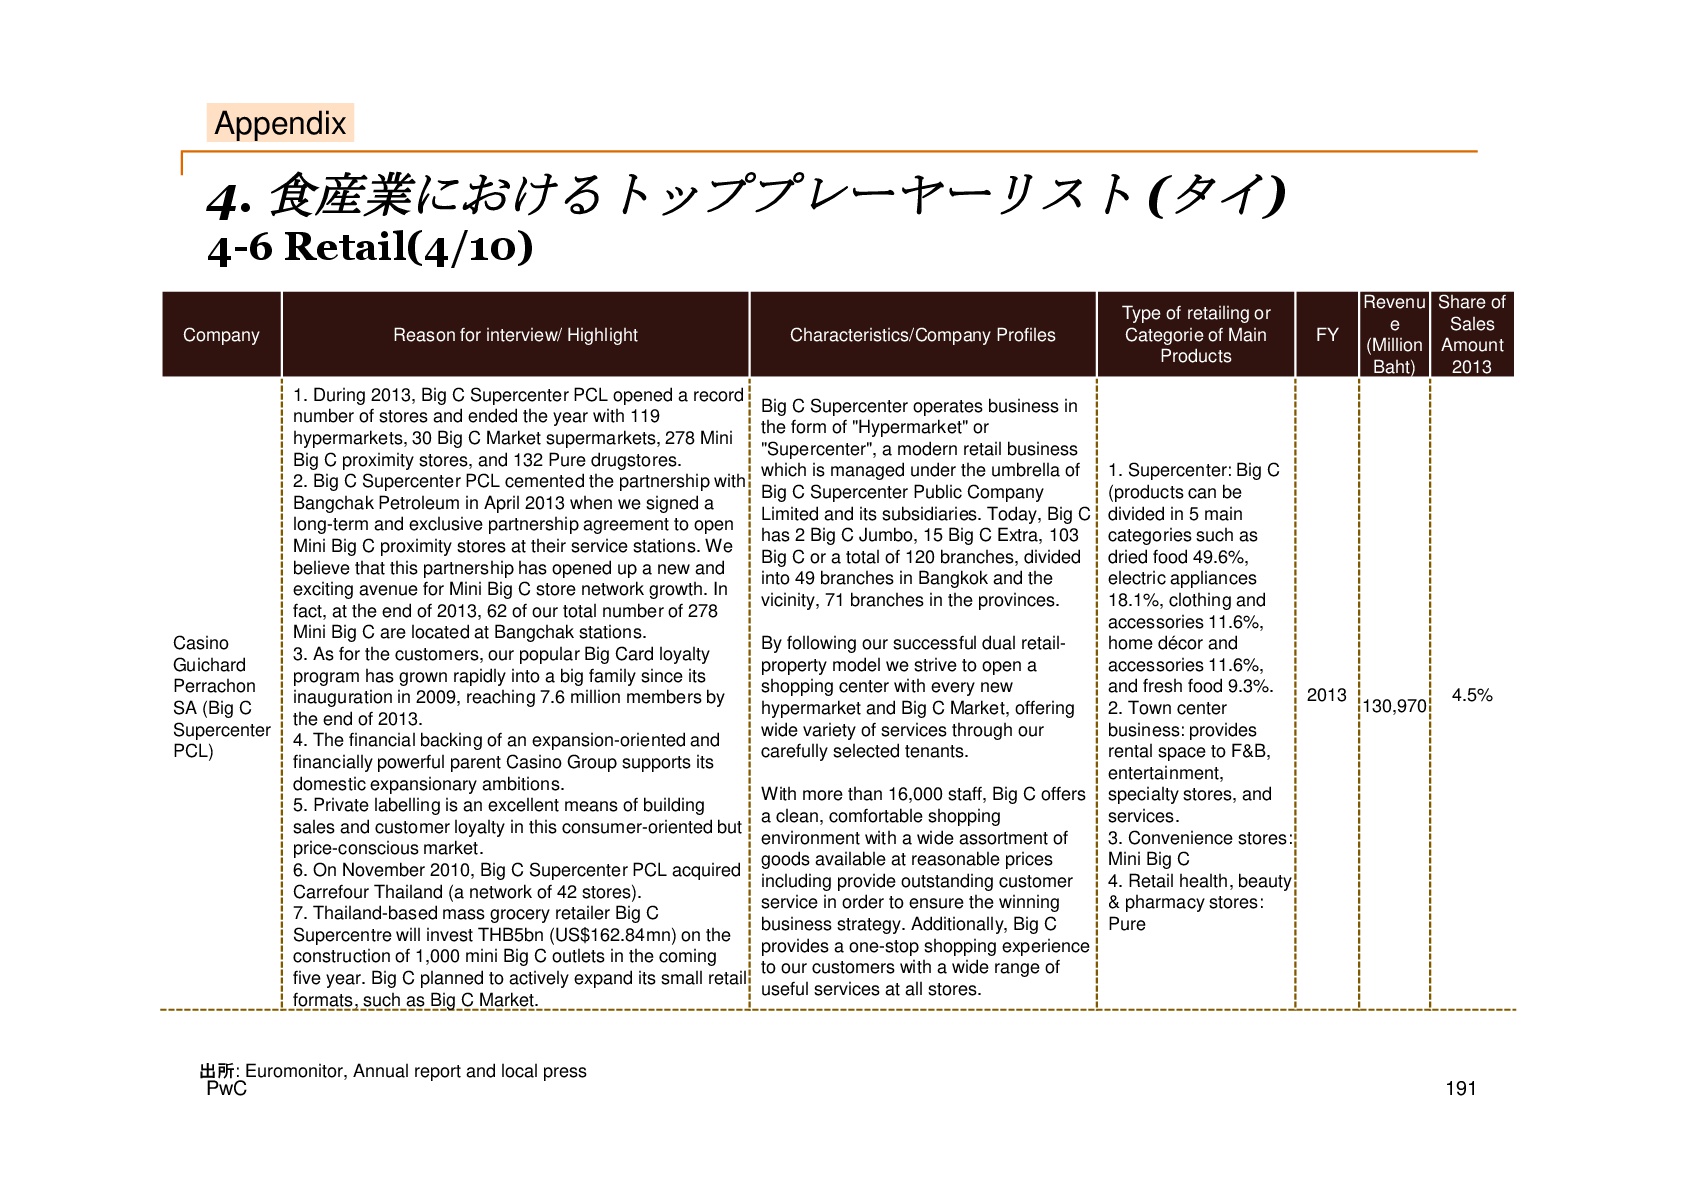 Appendix
4. 食産業におけるトッププレーヤーリスト(タイ)
4-6 Retail(4/10)
Company
Reason for interview/ Highlight
Characteristics/Company Profiles
Type of retailing or
Categorie of Main
Products
FY
Revenu
e
(Million
Baht)
Share of
Sales
Amount
2013
Casino
Guichard
Perrachon
SA (Big C
Supercenter
PCL)
1. During 2013, Big C Supercenter PCL opened a record
number of stores and ended the year with 119
hypermarkets, 30 Big C Market supermarkets, 278 Mini
Big C proximity stores, and 132 Pure drugstores.
2. Big C Supercenter PCL cemented the partnership with
Bangchak Petroleum in April 2013 when we signed a
long-term and exclusive partnership agreement to open
Mini Big C proximity stores at their service stations. We
believe that this partnership has opened up a new and
exciting avenue for Mini Big C store network growth. In
fact, at the end of 2013, 62 of our total number of 278
Mini Big C are located at Bangchak stations.
3. As for the customers, our popular Big Card loyalty
program has grown rapidly into a big family since its
inauguration in 2009, reaching 7.6 million members by
the end of 2013.
4. The financial backing of an expansion-oriented and
financially powerful parent Casino Group supports its
domestic expansionary ambitions.
5. Private labelling is an excellent means of building
sales and customer loyalty in this consumer-oriented but
price-conscious market.
6. On November 2010, Big C Supercenter PCL acquired
Carrefour Thailand (a network of 42 stores).
7. Thailand-based mass grocery retailer Big C
Supercentre will invest THB5bn (US$162.84mn) on the
construction of 1,000 mini Big C outlets in the coming
five year. Big C planned to actively expand its small retail
formats, such as Big C Market.
Big C Supercenter operates business in
the form of "Hypermarket" or
"Supercenter", a modern retail business
which is managed under the umbrella of
Big C Supercenter Public Company
Limited and its subsidiaries. Today, Big C
has 2 Big C Jumbo, 15 Big C Extra, 103
Big C or a total of 120 branches, divided
into 49 branches in Bangkok and the
vicinity, 71 branches in the provinces.
By following our successful dual retail-
property model we strive to open a
shopping center with every new
hypermarket and Big C Market, offering
wide variety of services through our
carefully selected tenants.
With more than 16,000 staff, Big C offers
a clean, comfortable shopping
environment with a wide assortment of
goods available at reasonable prices
including provide outstanding customer
service in order to ensure the winning
business strategy. Additionally, Big C
provides a one-stop shopping experience
to our customers with a wide range of
useful services at all stores.
1. Supercenter: Big C
(products can be
divided in 5 main
categories such as
dried food 49.6%,
electric appliances
18.1%, clothing and
accessories 11.6%,
home décor and
accessories 11.6%,
and fresh food 9.3%.
2. Town center
business: provides
rental space to F&B,
entertainment,
specialty stores, and
services.
3. Convenience stores:
Mini Big C
4. Retail health, beauty
& pharmacy stores:
Pure
2013
130,970
4.5%
出所: Euromonitor, Annual report and local press
PwC
191